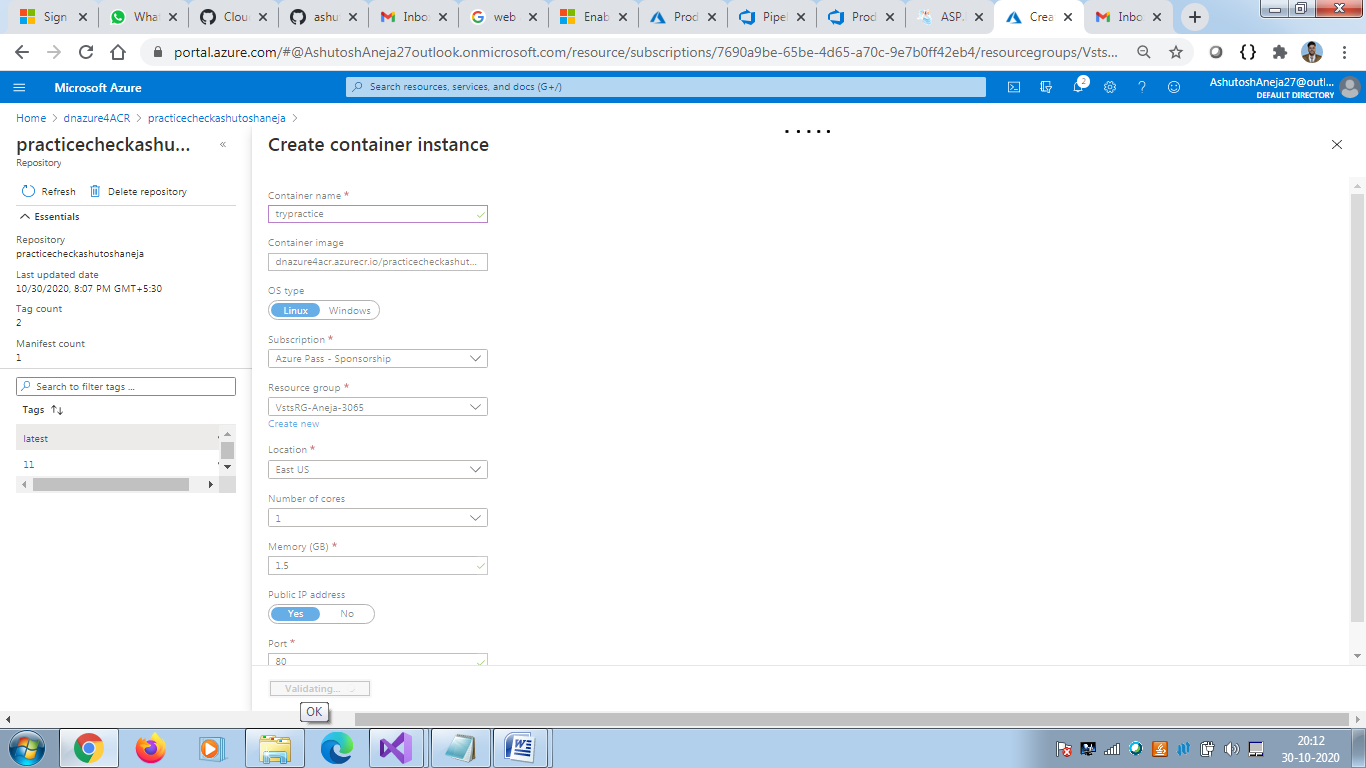 Sign
What
Clou
ashut
Inbo
web
Enab
Prod
Pipel
Prod
ASP.
Crea
Inbo
portal.azure.com/#@AshutoshAneja27outlook.onmicrosoft.com/resource/subscriptions/7690a9be-65be-4d65-a70c-9e7b0ff42eb4/resourcegroups/Vsts...
Microsoft Azure
Search resources, services, and docs (G+/)
2
AshutoshAneja27@outl...
DEFAULT DIRECTORY
Home > dnazure4ACR > practicecheckashutoshaneja >
practicecheckashu...
«
Repository
Refresh
Delete repository
Essentials
Repository
practicecheckashutoshaneja
Last updated date
10/30/2020, 8:07 PM GMT+5:30
Tag count
2
Manifest count
1
Search to filter tags ...
Tags
latest
11
Create container instance
Container name *
trypractice
Container image
dnazure4acr.azurecr.io/practicecheckashut...
OS type
Linux Windows
Subscription *
Azure Pass - Sponsorship
Resource group *
VstsRG-Aneja-3065
Create new
Location *
East US
Number of cores
1
Memory (GB) *
1.5
Public IP address
Yes No
Port *
80
Validating...
OK
20:12
30-10-2020